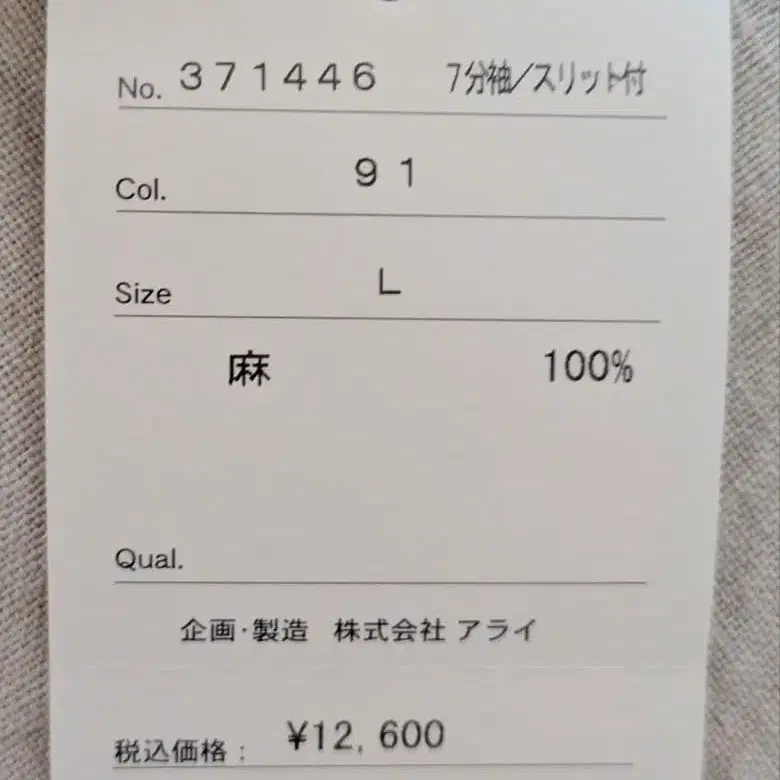 No. 371446 7分袖/スリット付
Col. 91
Size L
麻 100%
Qual.
企画・製造 株式会社 アライ
税込価格: ¥12,600